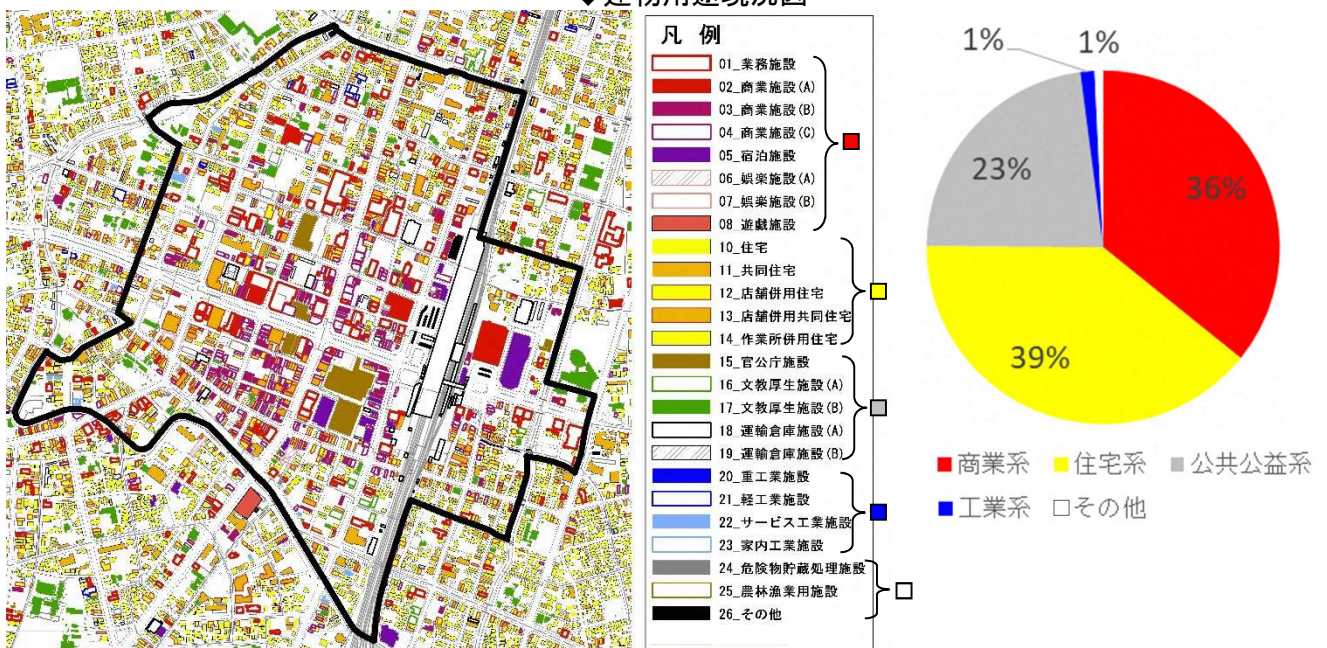 ◆建物用途現況図
凡 例
01_業務施設
02_商業施設(A)
03_商業施設(B)
04_商業施設(C)
05_宿泊施設
06_娯楽施設(A)
07_娯楽施設(B)
08_遊戯施設
10_住宅
11_共同住宅
12_店舗併用住宅
13_店舗併用共同住宅
14_作業所併用住宅
15_官公庁施設
16_文教厚生施設(A)
17_文教厚生施設(B)
18_運輸倉庫施設(A)
19_運輸倉庫施設(B)
20_重工業施設
21_軽工業施設
22_サービス工業施設
23_家内工業施設
24_危険物貯蔵処理施設
25_農林漁業用施設
26_その他
1% 1%
23%
36%
39%
商業系 住宅系 公共公益系
工業系 その他